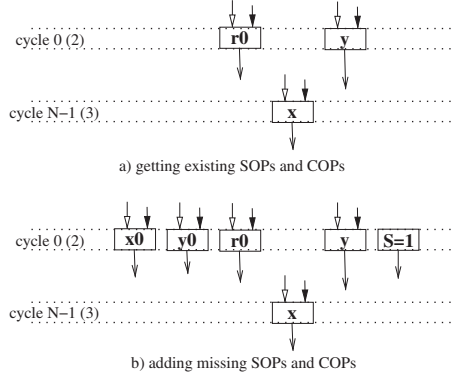 cycle 0 (2) r0 y
cycle N−1 (3) x
a) getting existing SOPs and COPs
cycle 0 (2) x0 y0 r0 y S=1
cycle N−1 (3) x
b) adding missing SOPs and COPs